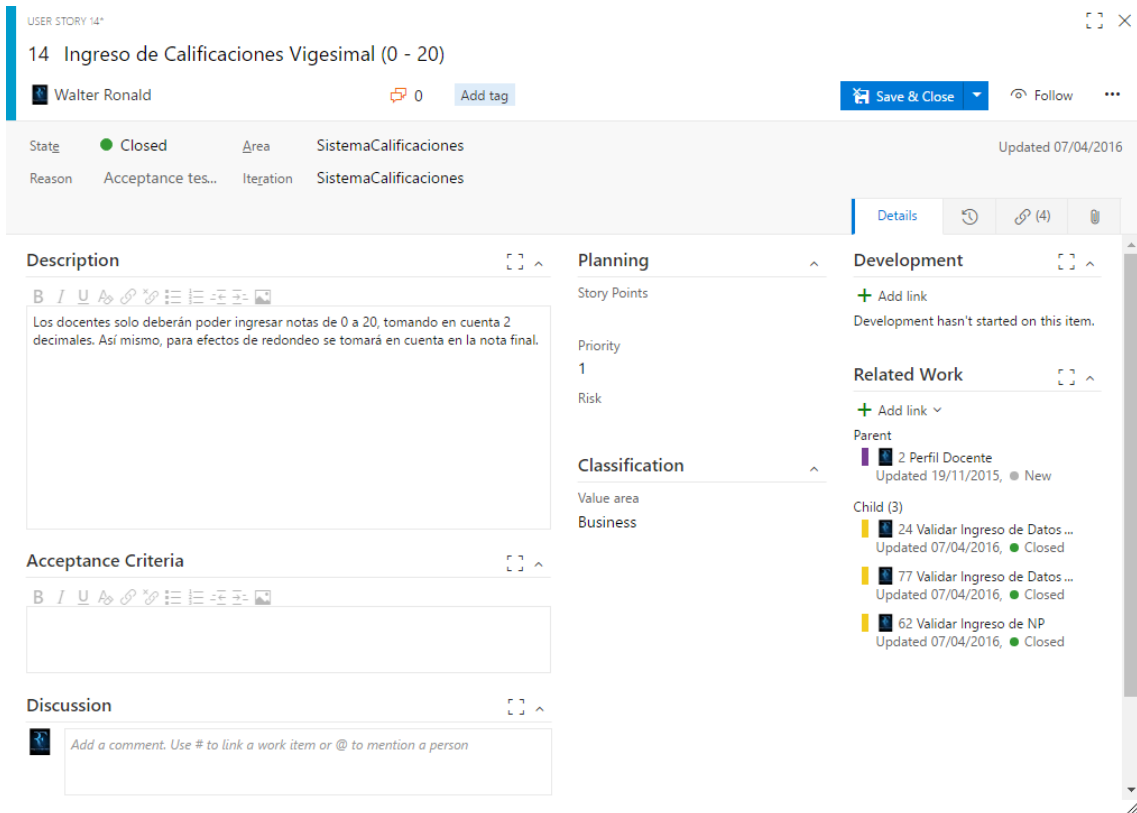 USER STORY 14*
14 Ingreso de Calificaciones Vigesimal (0 - 20)
Walter Ronald
0
Add tag
Save & Close
Follow
State
Closed
Area
SistemaCalificaciones
Updated 07/04/2016
Reason
Acceptance tes...
Iteration
SistemaCalificaciones
Details
(4)
Description
B I U
Los docentes solo deberán poder ingresar notas de 0 a 20, tomando en cuenta 2
decimales. Así mismo, para efectos de redondeo se tomará en cuenta en la nota final.
Acceptance Criteria
B I U
Discussion
Add a comment. Use # to link a work item or @ to mention a person
Planning
Story Points
Priority
1
Risk
Classification
Value area
Business
Development
Add link
Development hasn't started on this item.
Related Work
Add link
Parent
2 Perfil Docente
Updated 19/11/2015, New
Child (3)
24 Validar Ingreso de Datos ...
Updated 07/04/2016, Closed
77 Validar Ingreso de Datos ...
Updated 07/04/2016, Closed
62 Validar Ingreso de NP
Updated 07/04/2016, Closed